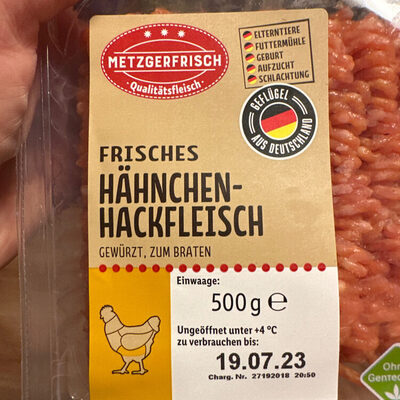 METZGERFRISCH
Qualitätsfleisch
ELTERNTIERE
FUTTERMÜHLE
GEBURT
AUFZUCHT
SCHLACHTUNG
GEFLÜGEL
AUS DEUTSCHLAND
FRISCHES
HÄHNCHEN-
HACKFLEISCH
GEWÜRZT, ZUM BRATEN
Einwaage:
500 g ℮
Ungeöffnet unter +4 °C
zu verbrauchen bis:
19.07.23
Charg. Nr. 27192018 20:50